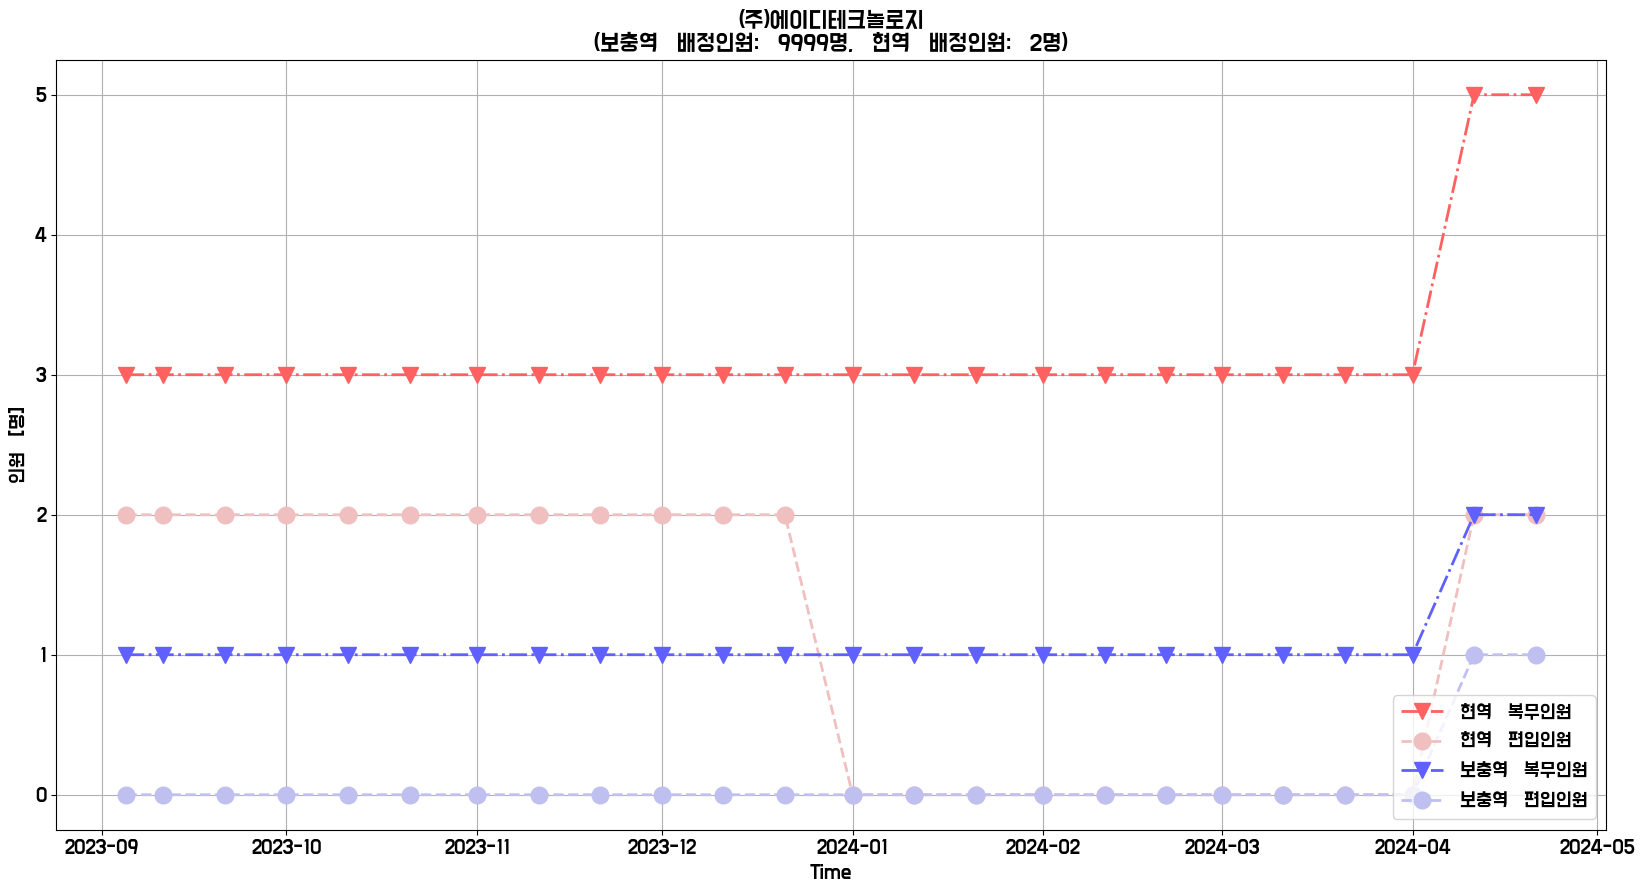 (주)에이디테크놀로지
(보충역 배정인원: 9999명, 현역 배정인원: 2명)
5
4
3
2
1
0
인원 [명]
현역 복무인원
현역 편입인원
보충역 복무인원
보충역 편입인원
2023-09 2023-10 2023-11 2023-12 2024-01 2024-02 2024-03 2024-04 2024-05
Time